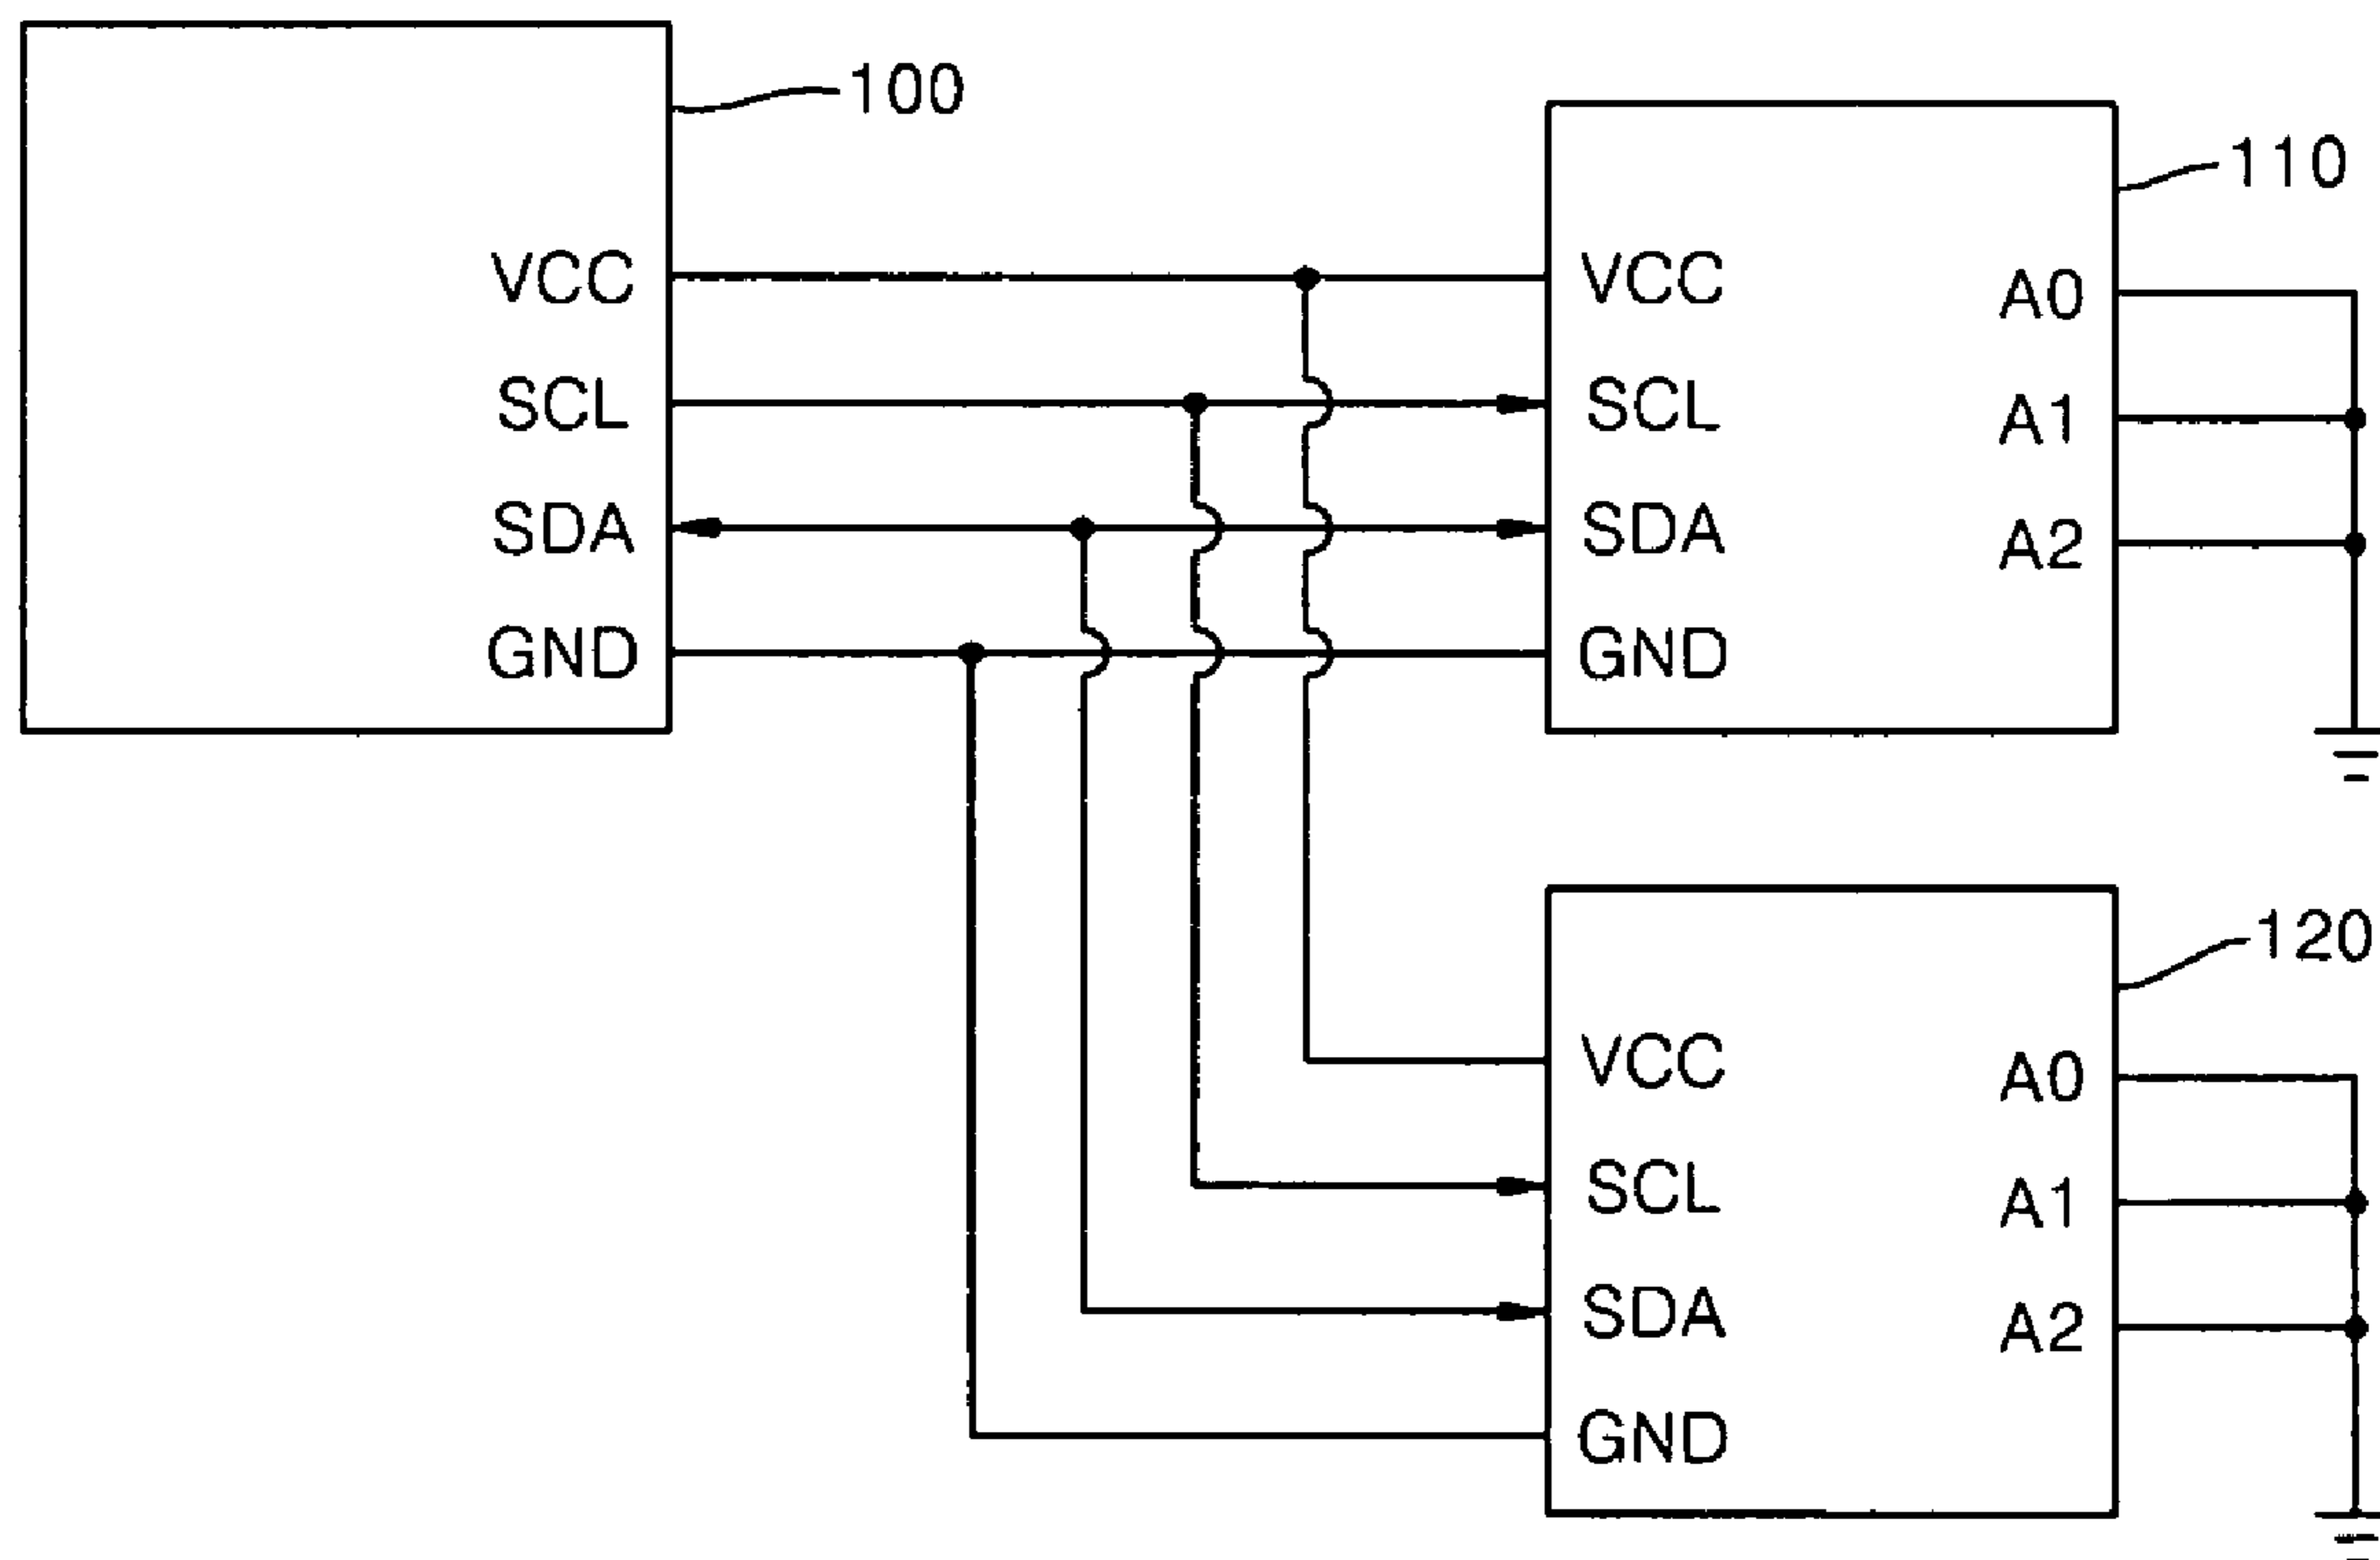 100
VCC
SCL
SDA
GND
110
VCC
SCL
SDA
GND
A0
A1
A2
120
VCC
SCL
SDA
GND
A0
A1
A2